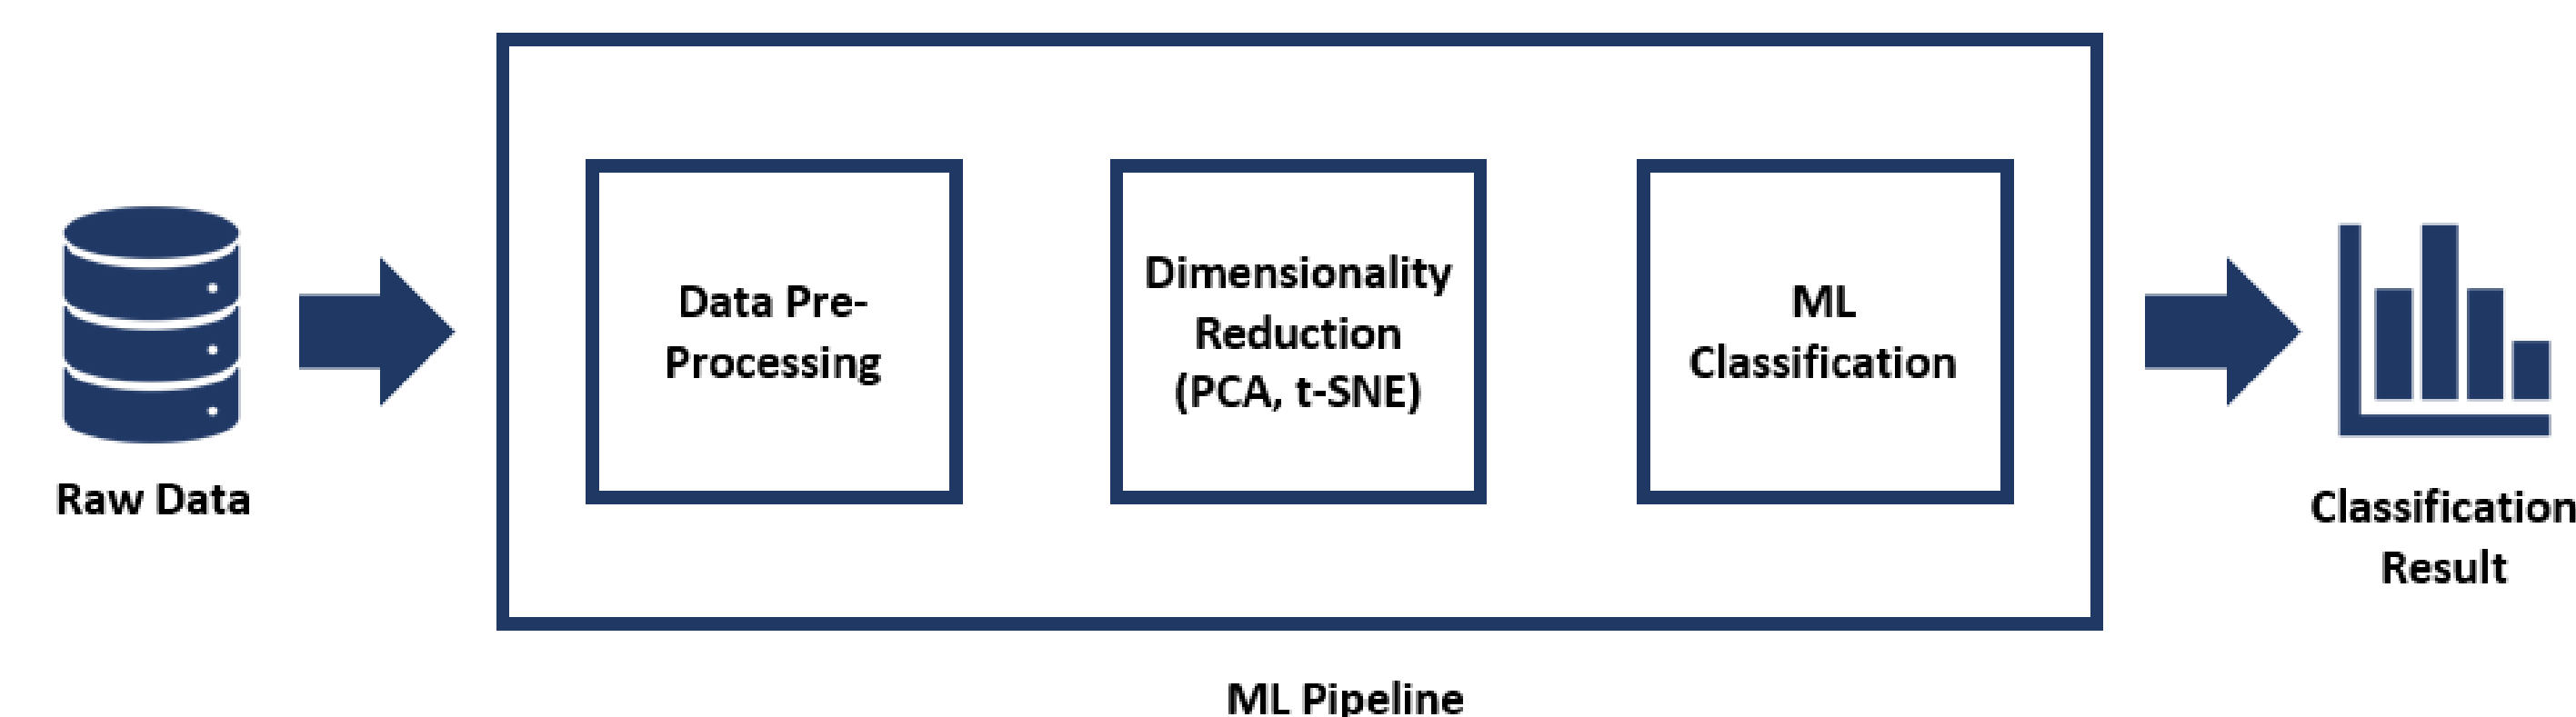 Raw Data
Data Pre-
Processing
Dimensionality
Reduction
(PCA, t-SNE)
ML
Classification
Classification
Result
ML Pipeline